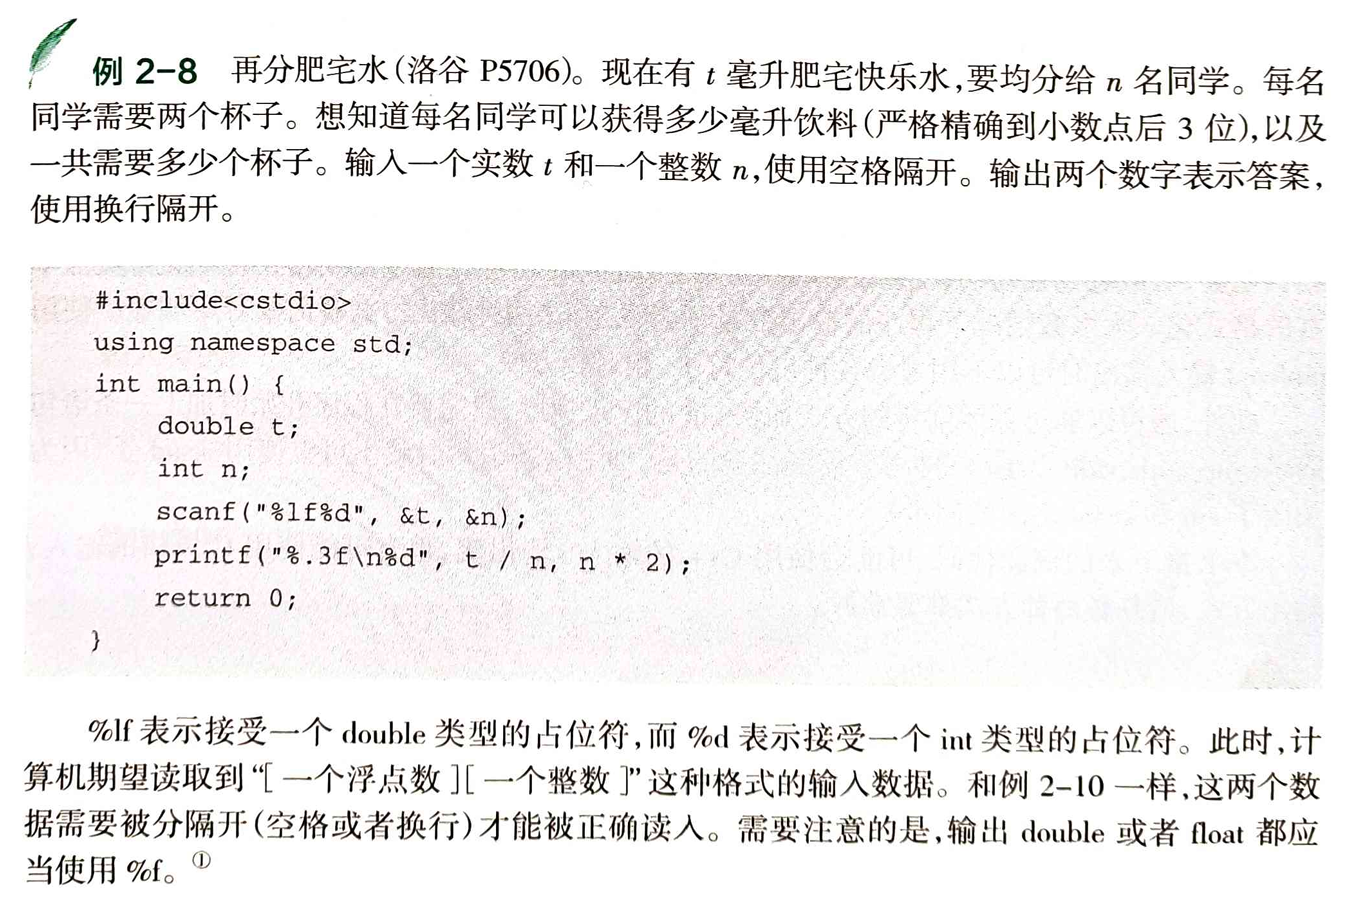 例 2-8 再分肥宅水(洛谷 P5706)。现在有 t 毫升肥宅快乐水,要均分给 n 名同学。每名
同学需要两个杯子。想知道每名同学可以获得多少毫升饮料(严格精确到小数点后 3 位),以及
一共需要多少个杯子。输入一个实数 t 和一个整数 n,使用空格隔开。输出两个数字表示答案,
使用换行隔开。
#include<cstdio>
using namespace std;
int main() {
    double t;
    int n;
    scanf("%lf%d", &t, &n);
    printf("%.3f\n%d", t / n, n * 2);
    return 0;
}
%lf 表示接受一个 double 类型的占位符,而 %d 表示接受一个 int 类型的占位符。此时,计
算机期望读取到“[一个浮点数][一个整数]”这种格式的输入数据。和例 2-10 一样,这两个数
据需要被分隔开(空格或者换行)才能被正确读入。需要注意的是,输出 double 或者 float 都应
当使用 %f。①